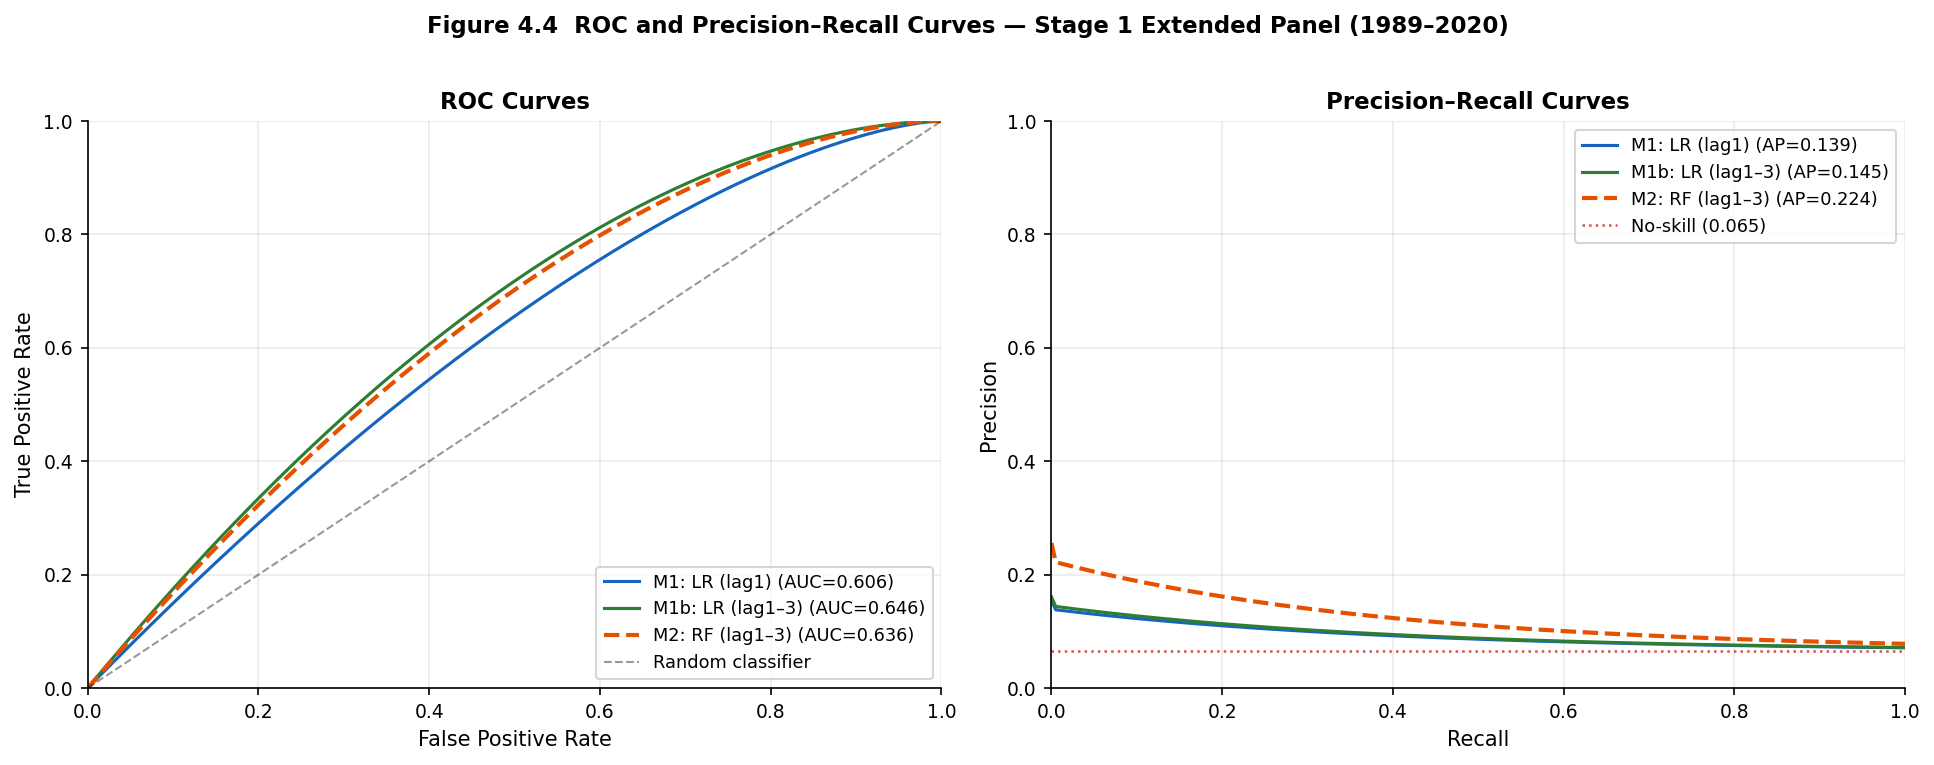 Figure 4.4  ROC and Precision–Recall Curves — Stage 1 Extended Panel (1989–2020)
ROC Curves
True Positive Rate
1.0
0.8
0.6
0.4
0.2
0.0
0.0 0.2 0.4 0.6 0.8 1.0
False Positive Rate
M1: LR (lag1) (AUC=0.606)
M1b: LR (lag1–3) (AUC=0.646)
M2: RF (lag1–3) (AUC=0.636)
Random classifier
Precision–Recall Curves
Precision
1.0
0.8
0.6
0.4
0.2
0.0
0.0 0.2 0.4 0.6 0.8 1.0
Recall
M1: LR (lag1) (AP=0.139)
M1b: LR (lag1–3) (AP=0.145)
M2: RF (lag1–3) (AP=0.224)
No-skill (0.065)